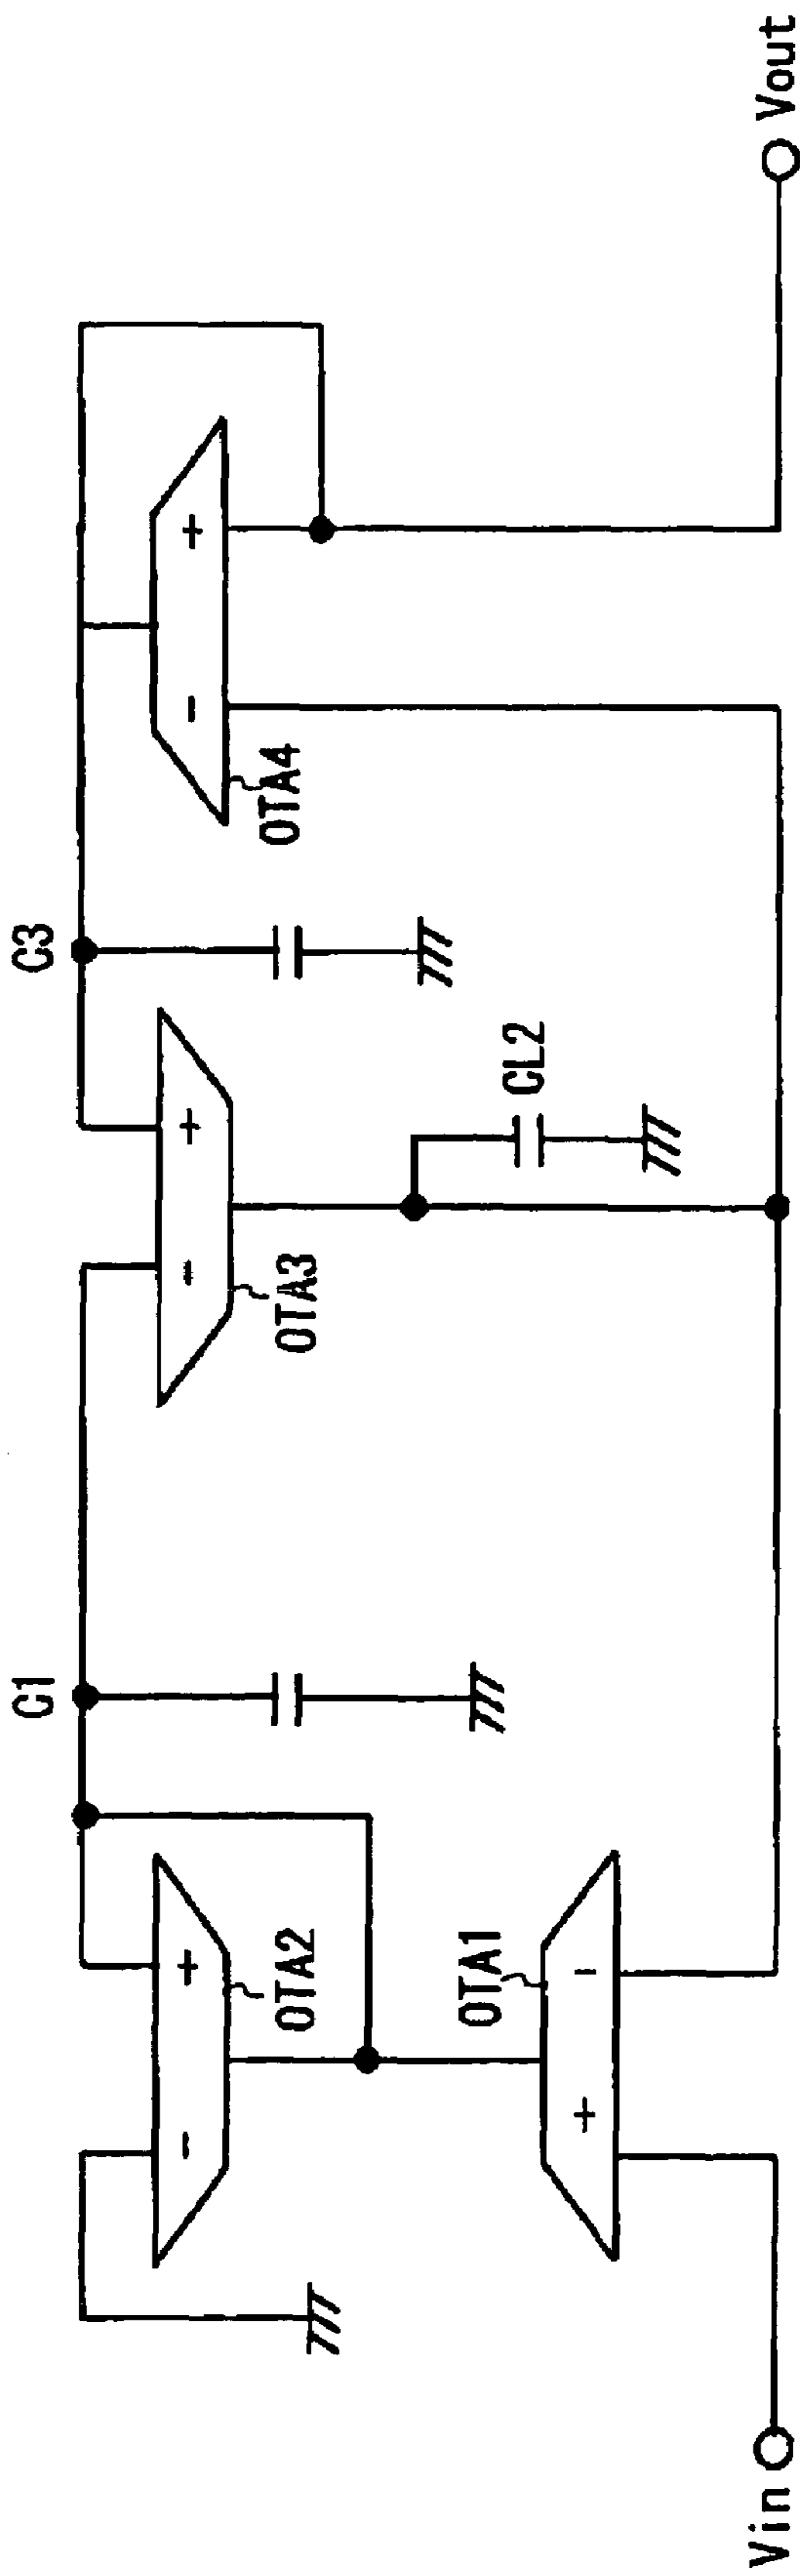 C1
C3
- +
- +
- +
OTA2
OTA3
OTA4
OTA1
CL2
+ -
Vin
Vout